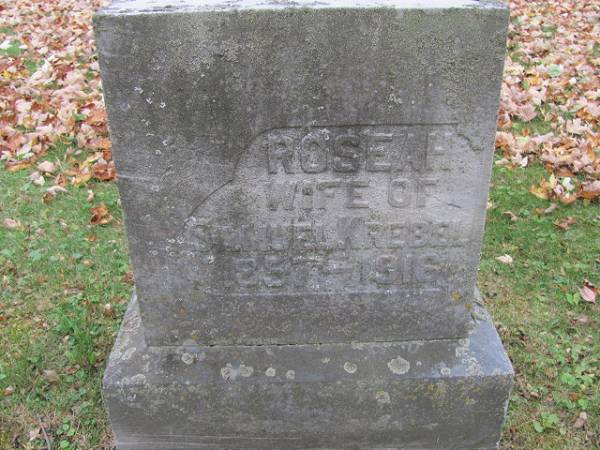 ROSE A.
WIFE OF
SAMUEL KREBEL
1857–1916